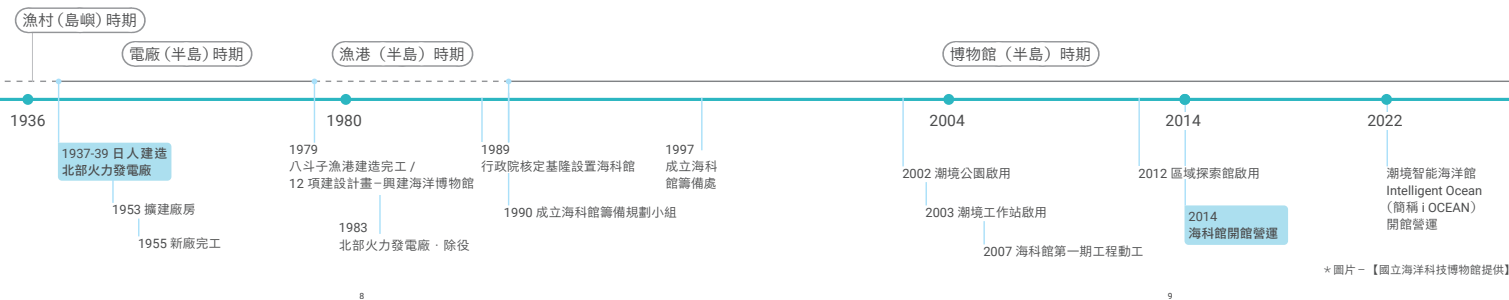 漁村（島嶼）時期
電廠（半島）時期
漁港（半島）時期
博物館（半島）時期
1936
1980
2004
2014
2022
1937-39 日人建造
北部火力發電廠
1953 擴建廠房
1955 新廠完工
1979
八斗子漁港建造完工 /
12 項建設計畫－興建海洋博物館
1983
北部火力發電廠．除役
1989
行政院核定基隆設置海科館
1990 成立海科館籌備規劃小組
1997
成立海科
館籌備處
2002 潮境公園啟用
2003 潮境工作站啟用
2007 海科館第一期工程動工
2012 區域探索館啟用
2014
海科館開館營運
潮境智能海洋館
Intelligent Ocean
（簡稱 i OCEAN）
開館營運
＊圖片－【國立海洋科技博物館提供】
8
9